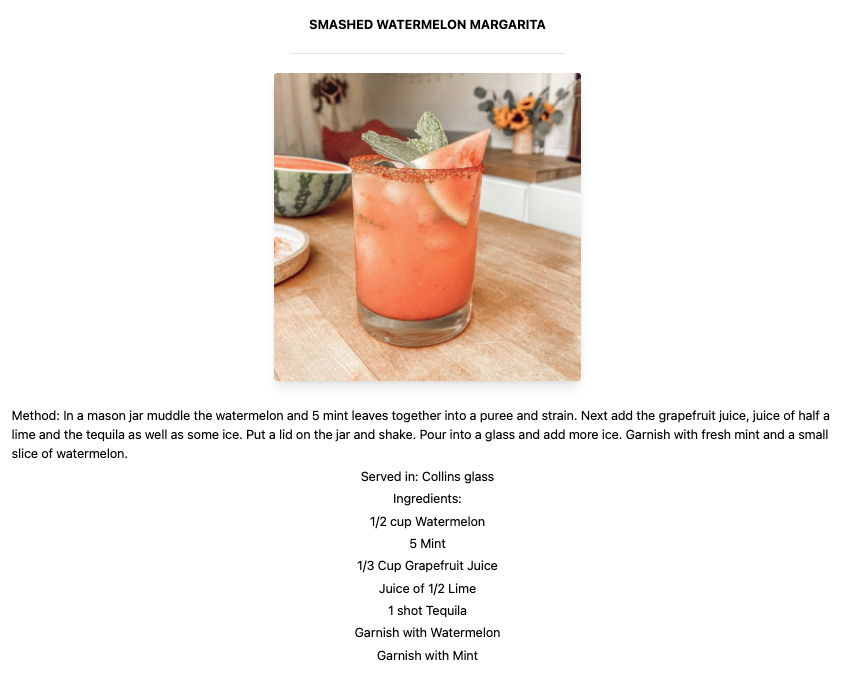 SMASHED WATERMELON MARGARITA
Method: In a mason jar muddle the watermelon and 5 mint leaves together into a puree and strain. Next add the grapefruit juice, juice of half a
lime and the tequila as well as some ice. Put a lid on the jar and shake. Pour into a glass and add more ice. Garnish with fresh mint and a small
slice of watermelon.
Served in: Collins glass
Ingredients:
1/2 cup Watermelon
5 Mint
1/3 Cup Grapefruit Juice
Juice of 1/2 Lime
1 shot Tequila
Garnish with Watermelon
Garnish with Mint